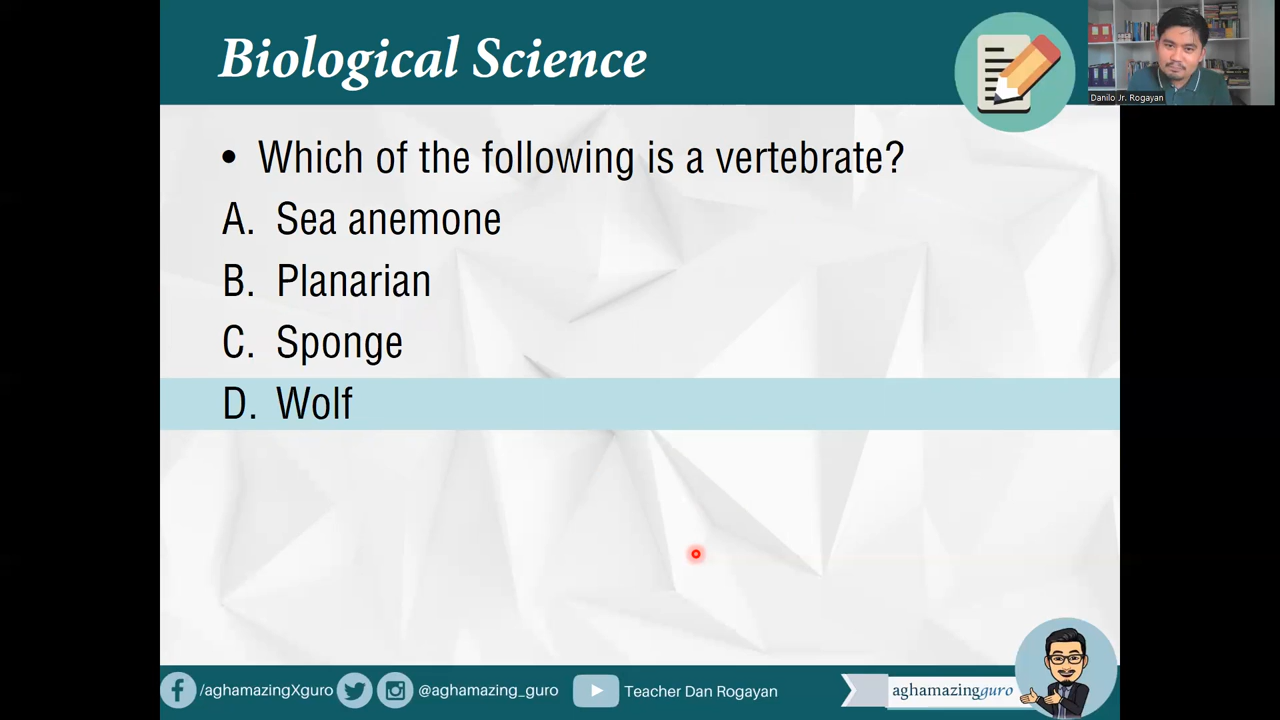 Biological Science
Danilo Jr. Rogayan
• Which of the following is a vertebrate?
A. Sea anemone
B. Planarian
C. Sponge
D. Wolf
/aghamazingXguro
@aghamazing_guro
Teacher Dan Rogayan
aghamazingguro